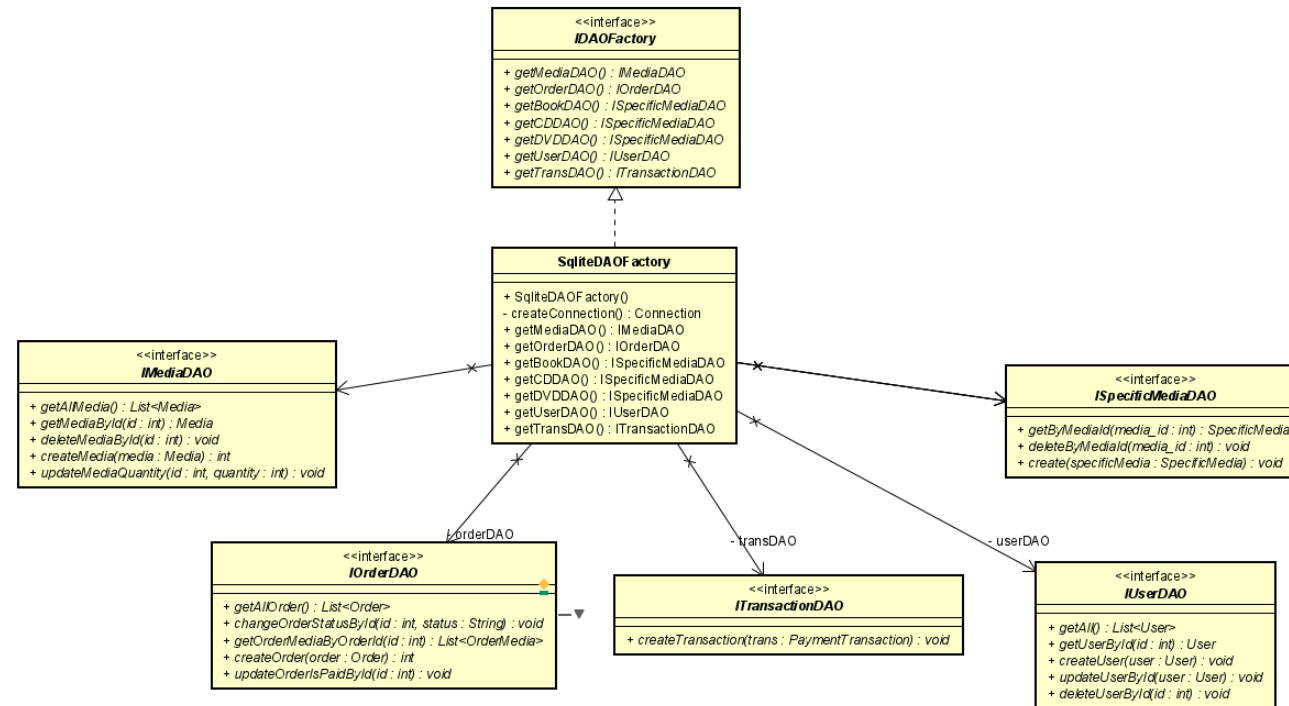 <<interface>>
IDAOFactory
+ getMediaDAO() : IMediaDAO
+ getOrderDAO() : IOrderDAO
+ getBookDAO() : ISpecificMediaDAO
+ getCDDAO() : ISpecificMediaDAO
+ getDVDDAO() : ISpecificMediaDAO
+ getUserDAO() : IUserDAO
+ getTransDAO() : ITransactionDAO
SqliteDAOFactory
+ SqliteDAOFactory()
- createConnection() : Connection
+ getMediaDAO() : IMediaDAO
+ getOrderDAO() : IOrderDAO
+ getBookDAO() : ISpecificMediaDAO
+ getCDDAO() : ISpecificMediaDAO
+ getDVDDAO() : ISpecificMediaDAO
+ getUserDAO() : IUserDAO
+ getTransDAO() : ITransactionDAO
<<interface>>
IMediaDAO
+ getAllMedia() : List<Media>
+ getMediaById(id : int) : Media
+ deleteMediaById(id : int) : void
+ createMedia(media : Media) : int
+ updateMediaQuantity(id : int, quantity : int) : void
<<interface>>
ISpecificMediaDAO
+ getByMediaId(media_id : int) : SpecificMedia
+ deleteByMediaId(media_id : int) : void
+ create(specificMedia : SpecificMedia) : void
- orderDAO
- transDAO
- userDAO
<<interface>>
IOrderDAO
+ getAllOrder() : List<Order>
+ changeOrderStatusById(id : int, status : String) : void
+ getOrderMediaByOrderId(id : int) : List<OrderMedia>
+ createOrder(order : Order) : int
+ updateOrderIsPaidById(id : int) : void
<<interface>>
ITransactionDAO
+ createTransaction(trans : PaymentTransaction) : void
<<interface>>
IUserDAO
+ getAll() : List<User>
+ getUserById(id : int) : User
+ createUser(user : User) : void
+ updateUserById(user : User) : void
+ deleteUserById(id : int) : void